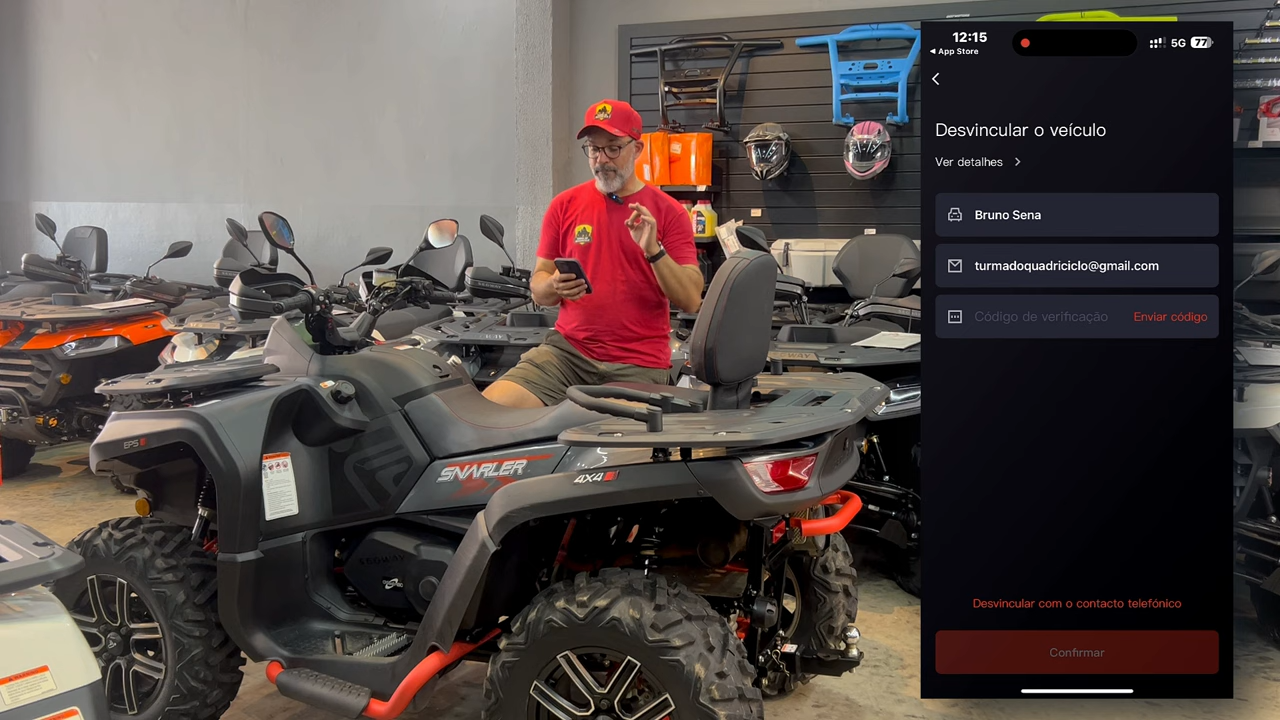 12:15
5G
77
App Store
Desvincular o veículo
Ver detalhes
Bruno Sena
turmadoquadriciclo@gmail.com
Código de verificação
Enviar código
Desvincular com o contacto telefónico
Confirmar
EPS
SNARLER
4X4
SEGWAY